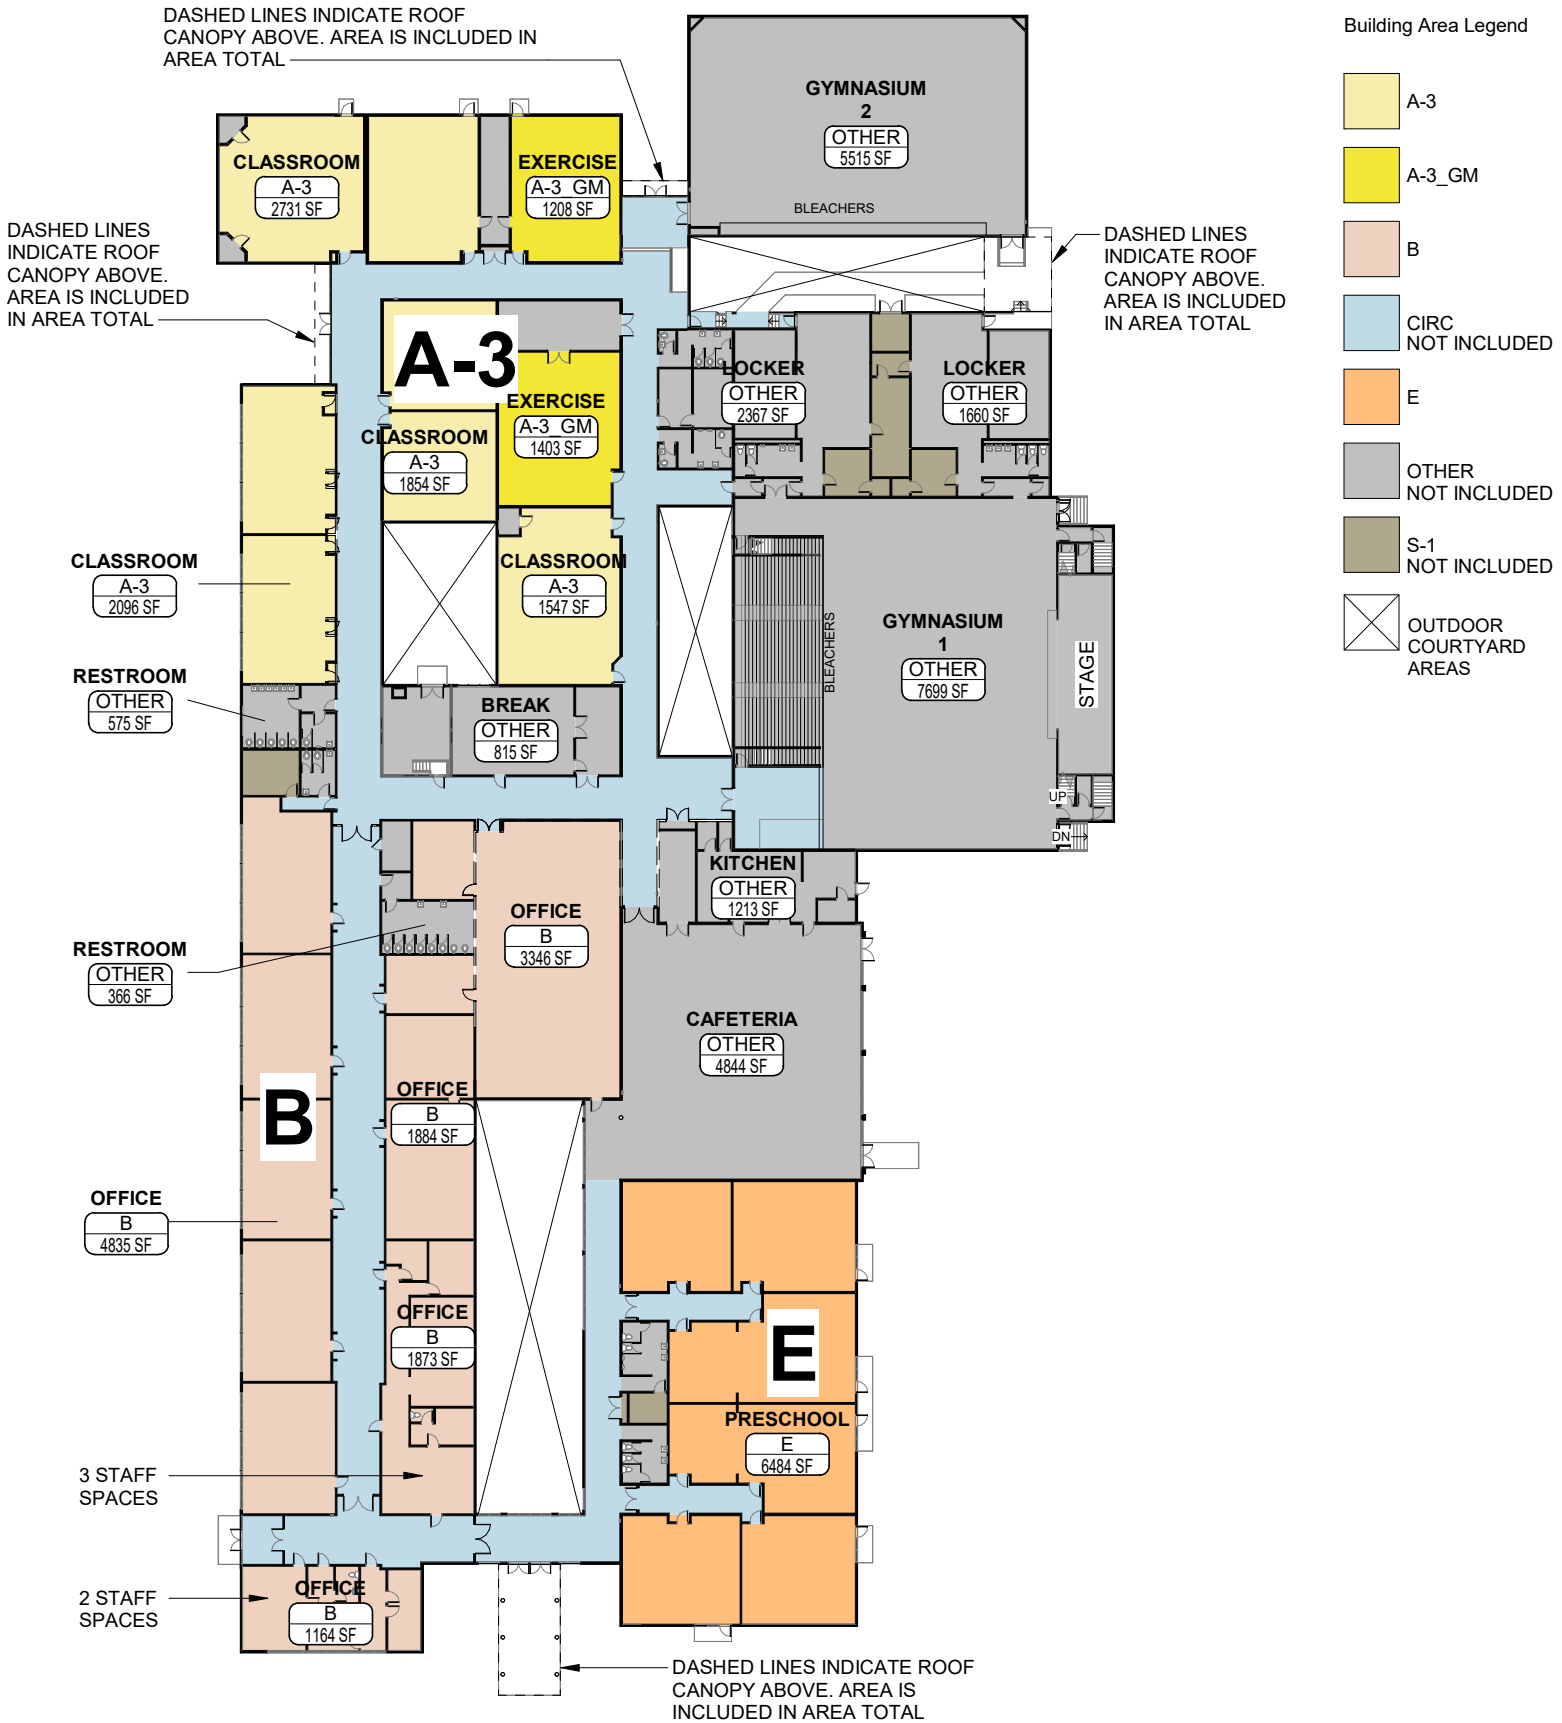 DASHED LINES INDICATE ROOF
CANOPY ABOVE. AREA IS INCLUDED IN
AREA TOTAL
Building Area Legend
A-3
A-3_GM
B
CIRC
NOT INCLUDED
E
OTHER
NOT INCLUDED
S-1
NOT INCLUDED
OUTDOOR
COURTYARD
AREAS
GYMNASIUM
2
OTHER
5515 SF
BLEACHERS
CLASSROOM
A-3
2731 SF
EXERCISE
A-3_GM
1208 SF
DASHED LINES
INDICATE ROOF
CANOPY ABOVE.
AREA IS INCLUDED
IN AREA TOTAL
DASHED LINES
INDICATE ROOF
CANOPY ABOVE.
AREA IS INCLUDED
IN AREA TOTAL
A-3
EXERCISE
A-3_GM
1403 SF
CLASSROOM
A-3
1854 SF
LOCKER
OTHER
2367 SF
LOCKER
OTHER
1660 SF
CLASSROOM
A-3
2096 SF
CLASSROOM
A-3
1547 SF
GYMNASIUM
1
OTHER
7699 SF
BLEACHERS
STAGE
RESTROOM
OTHER
575 SF
BREAK
OTHER
815 SF
UP
DN
KITCHEN
OTHER
1213 SF
OFFICE
B
3346 SF
RESTROOM
OTHER
366 SF
CAFETERIA
OTHER
4844 SF
B
OFFICE
B
1884 SF
OFFICE
B
4835 SF
OFFICE
B
1873 SF
E
PRESCHOOL
E
6484 SF
3 STAFF
SPACES
2 STAFF
SPACES
OFFICE
B
1164 SF
DASHED LINES INDICATE ROOF
CANOPY ABOVE. AREA IS
INCLUDED IN AREA TOTAL